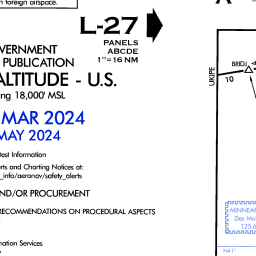 n foreign airspace.
L-27
PANELS
ABCDE
1"=16 NM
VERNMENT
PUBLICATION
ALTITUDE - U.S.
ng 18,000' MSL
MAR 2024
MAY 2024
test Information
rts and Charting Notices at:
_info/aeronav/safety_alerts
ND/OR PROCUREMENT
RECOMMENDATIONS ON PROCEDURAL ASPECTS
mation Services
UKIPE
BRIDJ
10
MINNEAP
Des Mo
125.6
N41°